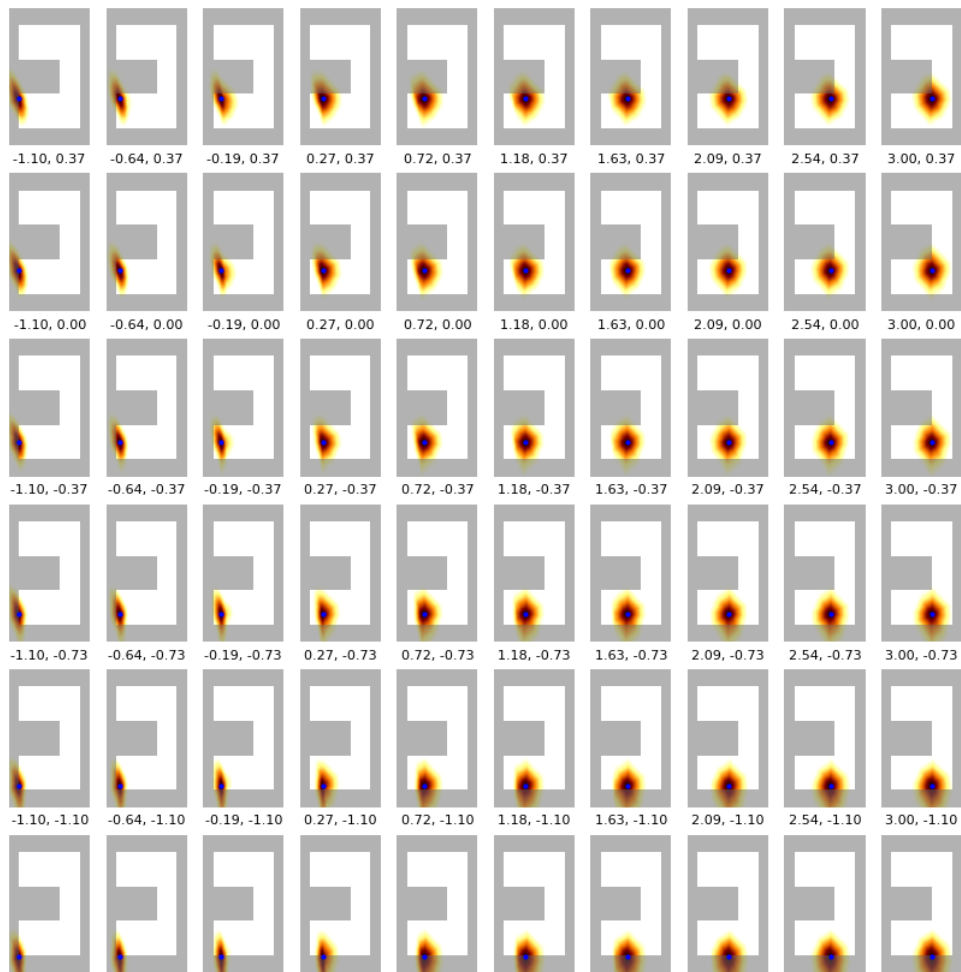 -1.10, 0.37 -0.64, 0.37 -0.19, 0.37 0.27, 0.37 0.72, 0.37 1.18, 0.37 1.63, 0.37 2.09, 0.37 2.54, 0.37 3.00, 0.37
-1.10, 0.00 -0.64, 0.00 -0.19, 0.00 0.27, 0.00 0.72, 0.00 1.18, 0.00 1.63, 0.00 2.09, 0.00 2.54, 0.00 3.00, 0.00
-1.10, -0.37 -0.64, -0.37 -0.19, -0.37 0.27, -0.37 0.72, -0.37 1.18, -0.37 1.63, -0.37 2.09, -0.37 2.54, -0.37 3.00, -0.37
-1.10, -0.73 -0.64, -0.73 -0.19, -0.73 0.27, -0.73 0.72, -0.73 1.18, -0.73 1.63, -0.73 2.09, -0.73 2.54, -0.73 3.00, -0.73
-1.10, -1.10 -0.64, -1.10 -0.19, -1.10 0.27, -1.10 0.72, -1.10 1.18, -1.10 1.63, -1.10 2.09, -1.10 2.54, -1.10 3.00, -1.10